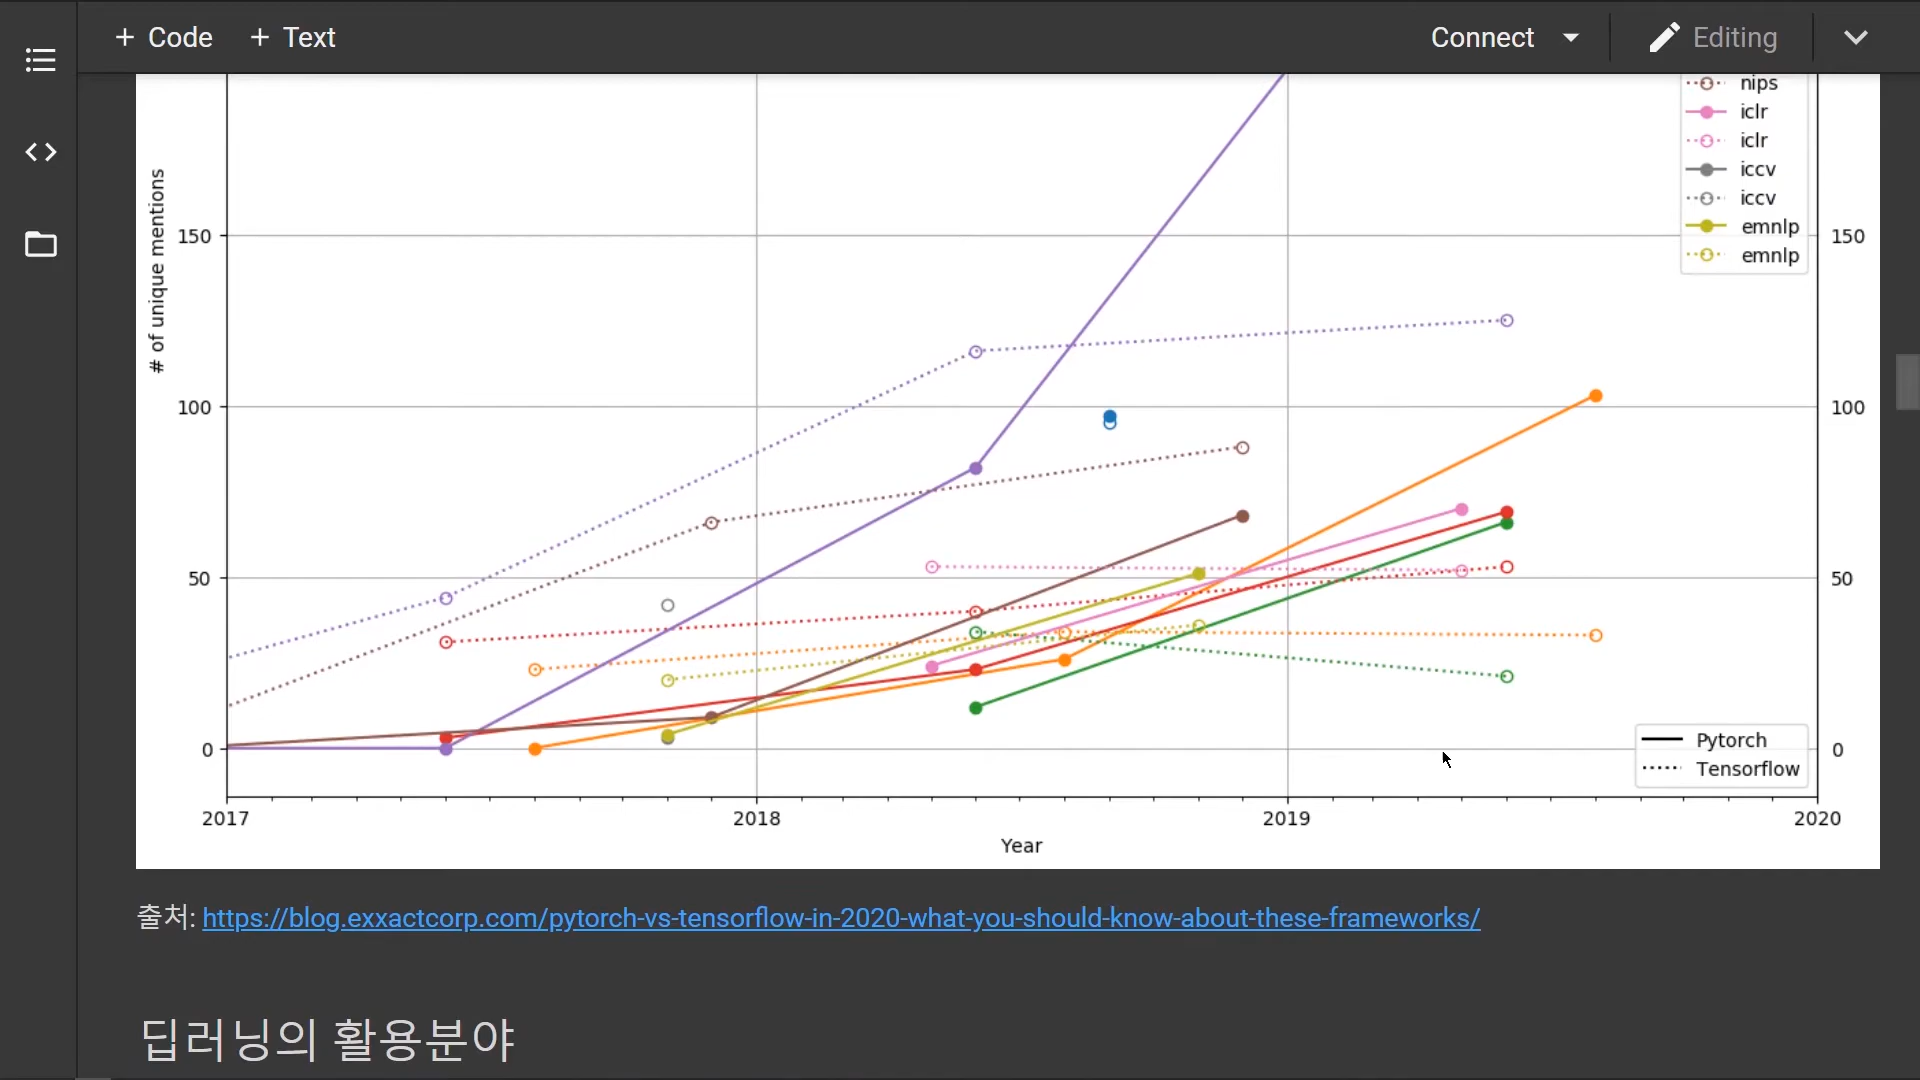 + Code + Text Connect Editing
nips
iclr
iclr
iccv
iccv
emnlp
emnlp
# of unique mentions
150 150
100 100
50 50
0 0
Pytorch
Tensorflow
2017 2018 2019 2020
Year
출처: https://blog.exxactcorp.com/pytorch-vs-tensorflow-in-2020-what-you-should-know-about-these-frameworks/
딥러닝의 활용분야